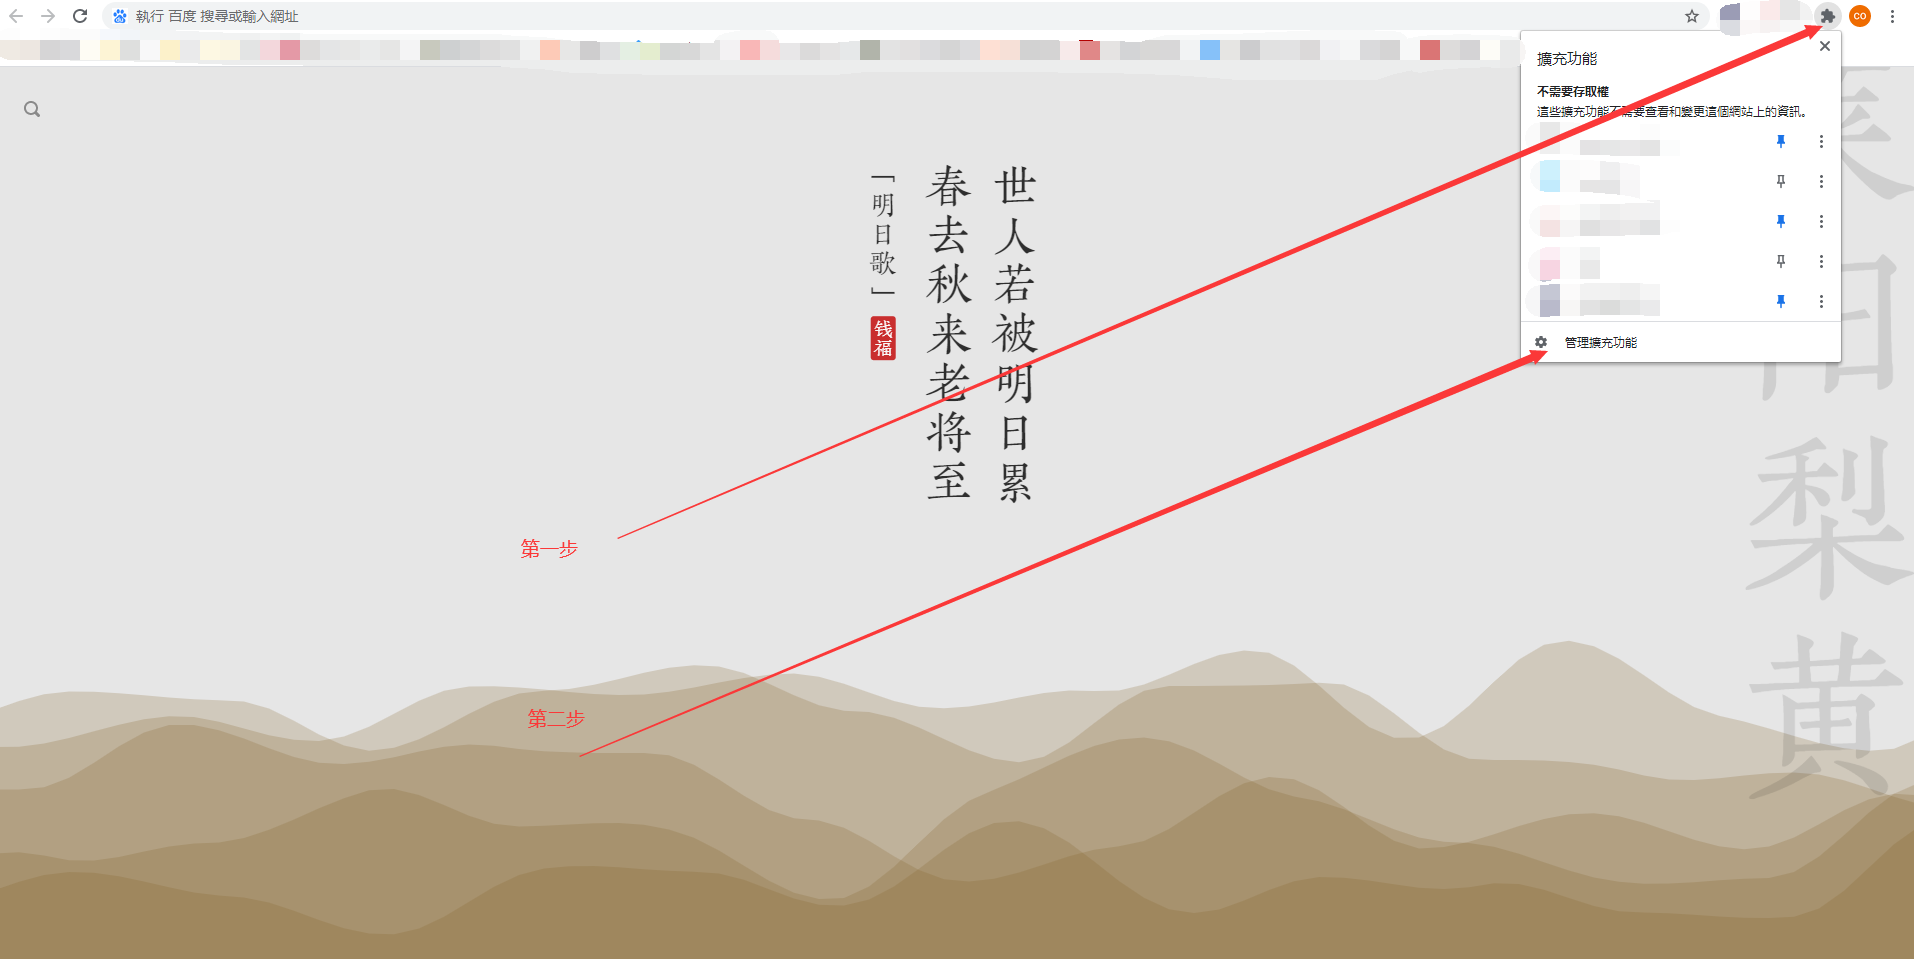 執行 百度 搜尋或輸入網址
CO
擴充功能
不需要存取權
這些擴充功能不需要查看和變更這個網站上的資訊。
管理擴充功能
世人若被明日累
春去秋来老将至
「明日歌」
钱福
第一步
第二步
梨
黄